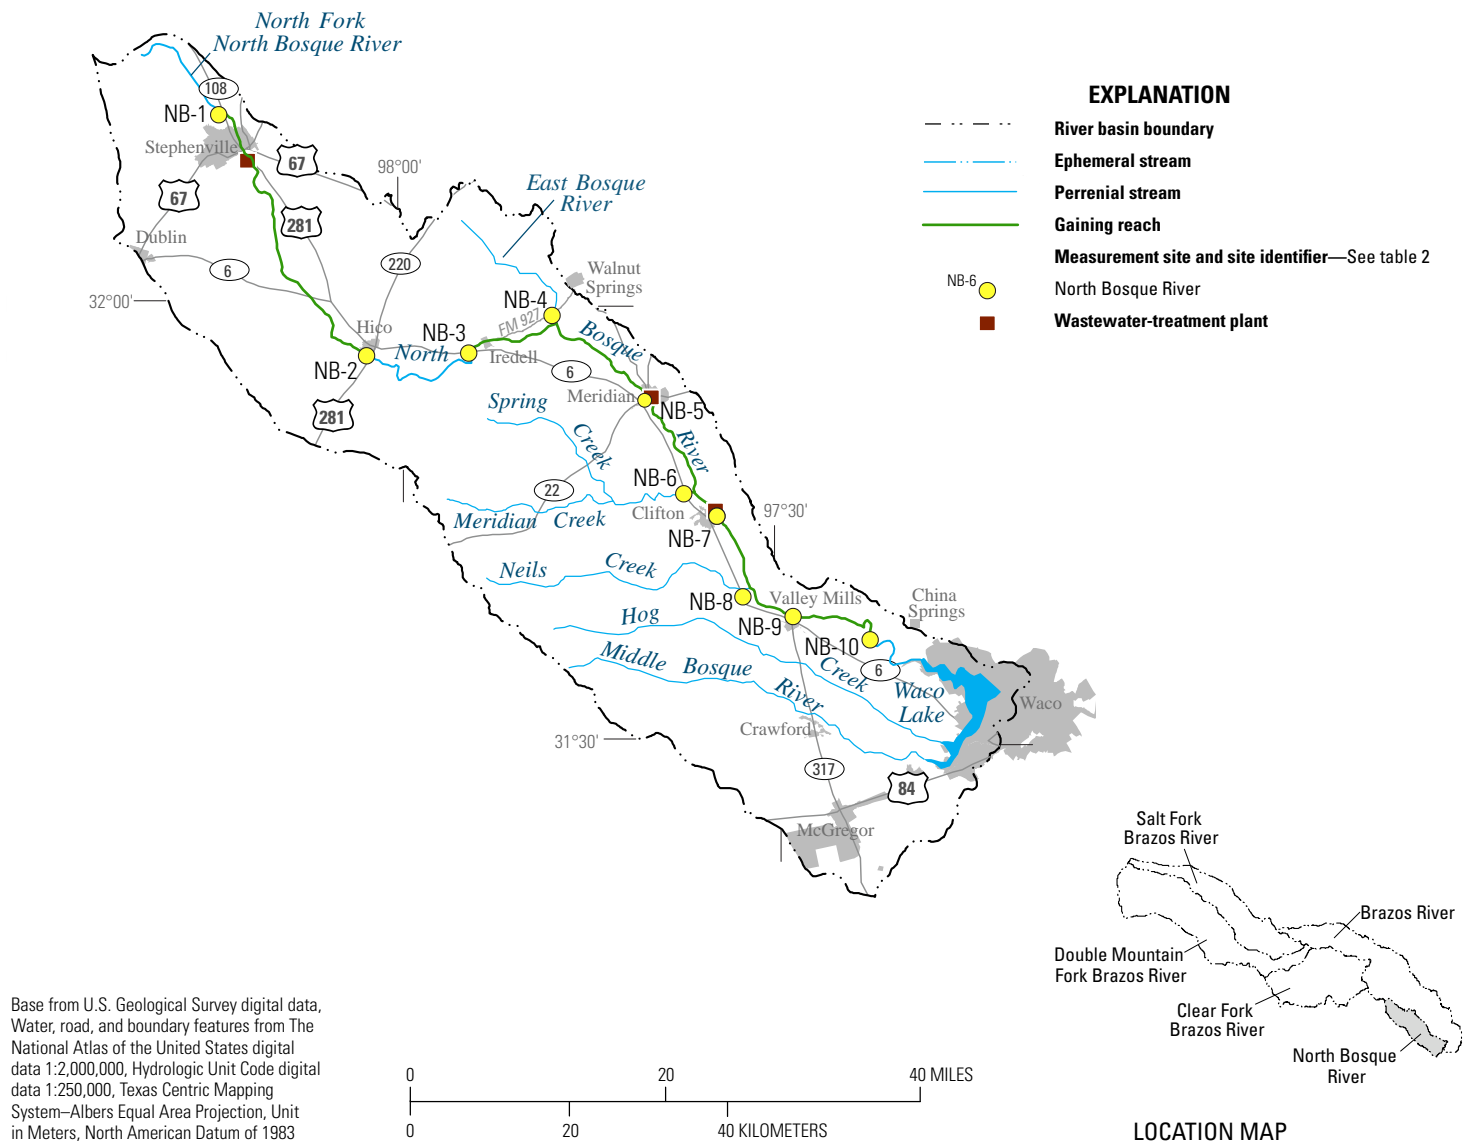 North Fork
North Bosque River
108
NB-1
Stephenville
67
98°00'
67
281
East Bosque
River
Dublin
6
220
Walnut
Springs
32°00'
NB-4
FM 927
Hico
NB-3
Bosque
North
Iredell
NB-2
6
Meridian
NB-5
281
Spring
Creek
River
NB-6
22
Meridian Creek
Clifton
97°30'
NB-7
Neils Creek
NB-8
Valley Mills
China
Springs
Hog
NB-9
NB-10
Middle Bosque
River
Creek
6
Waco
Lake
Waco
Crawford
31°30'
317
84
McGregor
EXPLANATION
River basin boundary
Ephemeral stream
Perrenial stream
Gaining reach
Measurement site and site identifier—See table 2
NB-6
North Bosque River
Wastewater-treatment plant
Salt Fork
Brazos River
Brazos River
Double Mountain
Fork Brazos River
Clear Fork
Brazos River
North Bosque
River
LOCATION MAP
Base from U.S. Geological Survey digital data,
Water, road, and boundary features from The
National Atlas of the United States digital
data 1:2,000,000, Hydrologic Unit Code digital
data 1:250,000, Texas Centric Mapping
System–Albers Equal Area Projection, Unit
in Meters, North American Datum of 1983
0 20 40 MILES
0 20 40 KILOMETERS